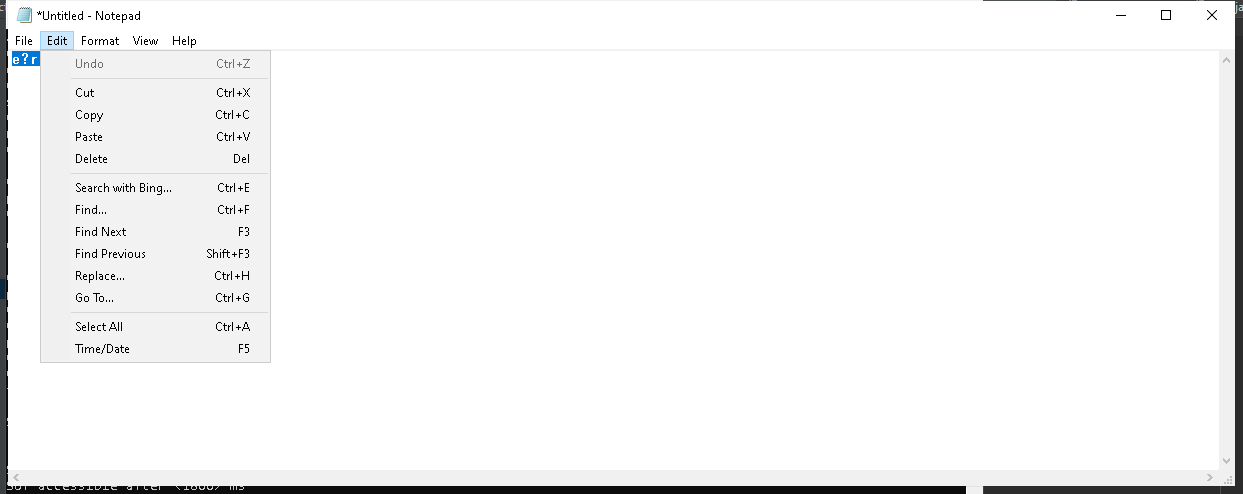 *Untitled - Notepad
File Edit Format View Help
e?r
Undo Ctrl+Z
Cut Ctrl+X
Copy Ctrl+C
Paste Ctrl+V
Delete Del
Search with Bing... Ctrl+E
Find... Ctrl+F
Find Next F3
Find Previous Shift+F3
Replace... Ctrl+H
Go To... Ctrl+G
Select All Ctrl+A
Time/Date F5
accessible after <1800> ms